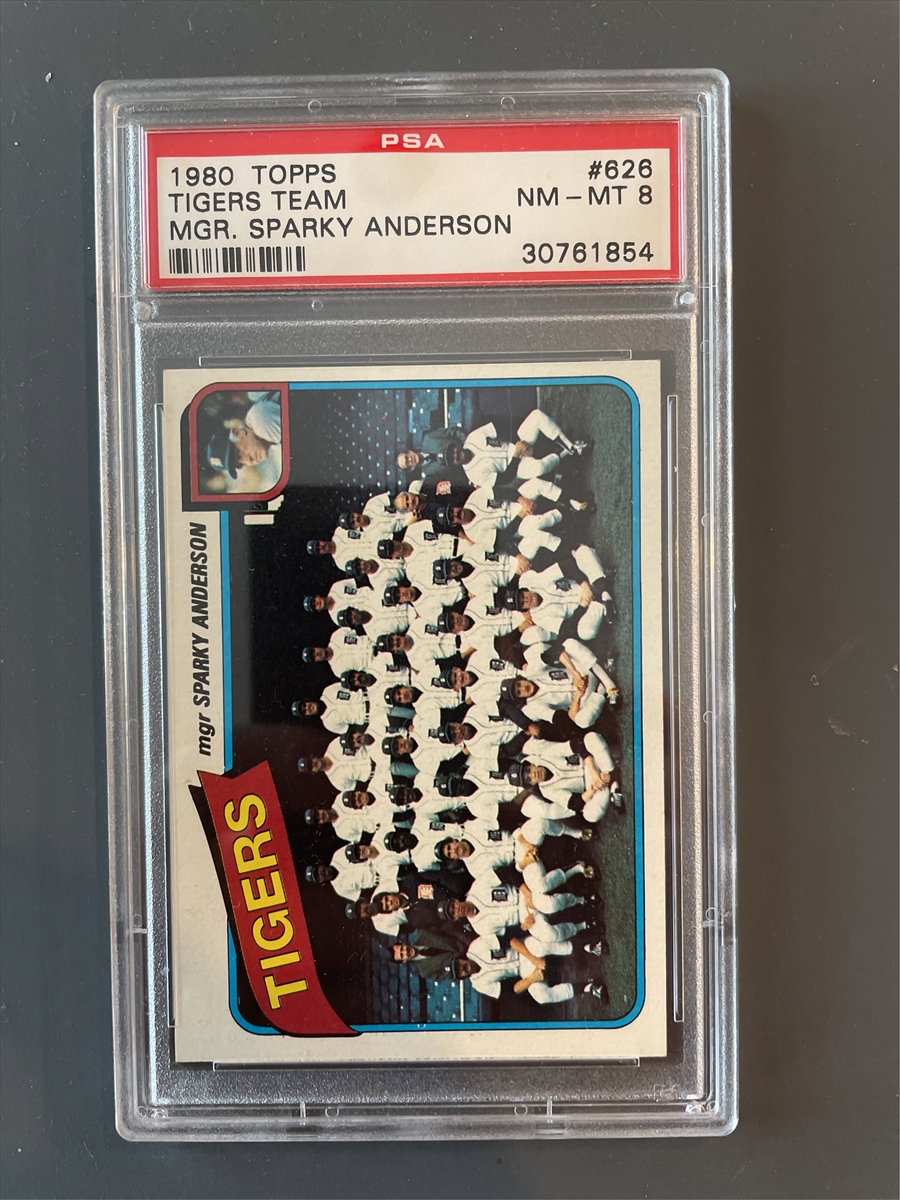 PSA
1980 TOPPS #626
TIGERS TEAM NM - MT 8
MGR. SPARKY ANDERSON
30761854
mgr SPARKY ANDERSON
TIGERS